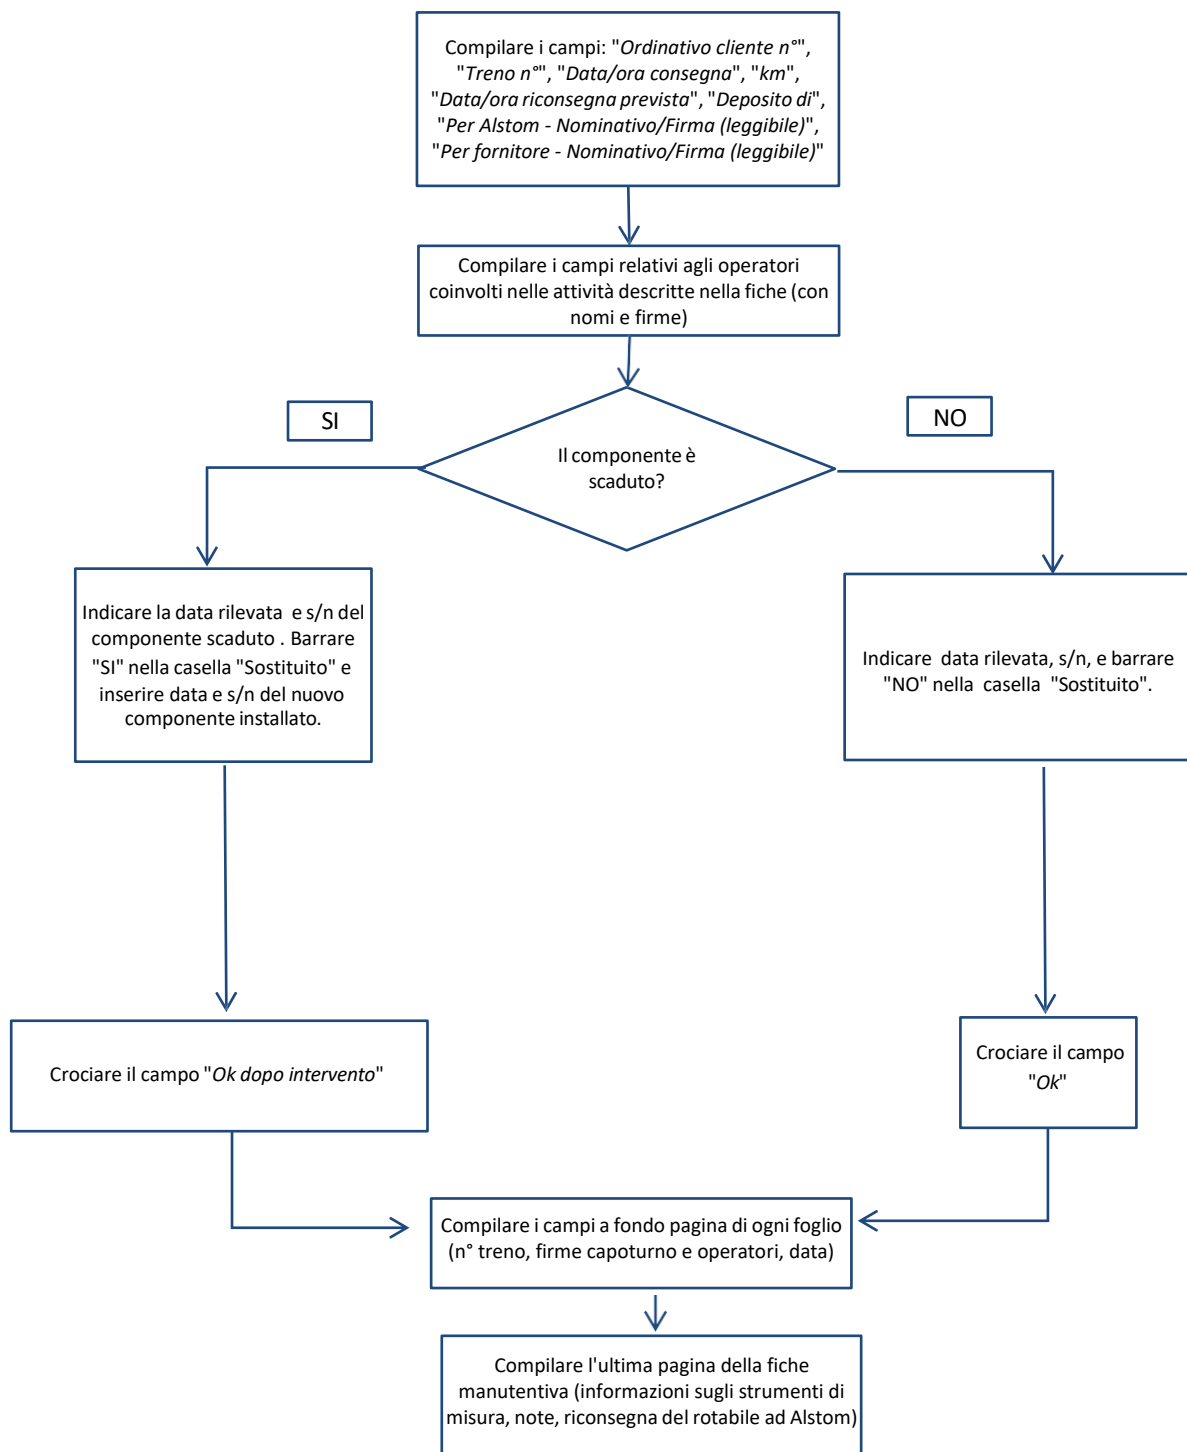 Compilare i campi: "Ordinativo cliente n°",
"Treno n°", "Data/ora consegna", "km",
"Data/ora riconsegna prevista", "Deposito di",
"Per Alstom - Nominativo/Firma (leggibile)",
"Per fornitore - Nominativo/Firma (leggibile)"
Compilare i campi relativi agli operatori
coinvolti nelle attività descritte nella fiche (con
nomi e firme)
SI
NO
Il componente è
scaduto?
Indicare la data rilevata e s/n del
componente scaduto . Barrare
"SI" nella casella "Sostituito" e
inserire data e s/n del nuovo
componente installato.
Indicare data rilevata, s/n, e barrare
"NO" nella casella "Sostituito".
Crociare il campo "Ok dopo intervento"
Crociare il campo
"Ok"
Compilare i campi a fondo pagina di ogni foglio
(n° treno, firme capoturno e operatori, data)
Compilare l'ultima pagina della fiche
manutentiva (informazioni sugli strumenti di
misura, note, riconsegna del rotabile ad Alstom)